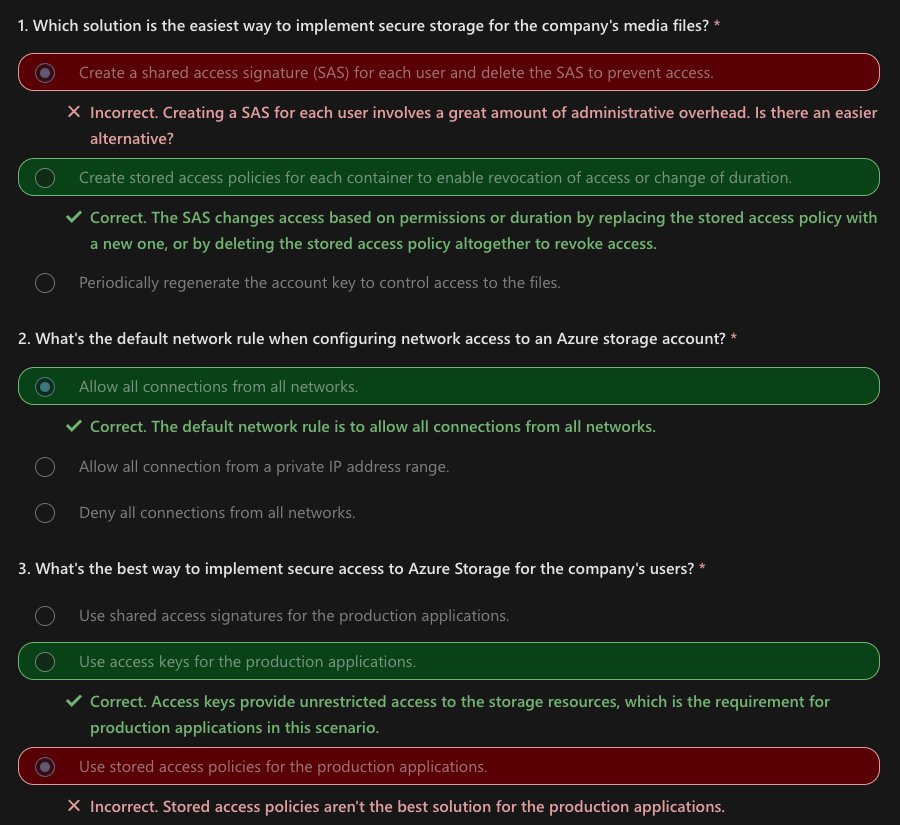 1. Which solution is the easiest way to implement secure storage for the company's media files? *
Create a shared access signature (SAS) for each user and delete the SAS to prevent access.
Incorrect. Creating a SAS for each user involves a great amount of administrative overhead. Is there an easier
alternative?
Create stored access policies for each container to enable revocation of access or change of duration.
Correct. The SAS changes access based on permissions or duration by replacing the stored access policy with
a new one, or by deleting the stored access policy altogether to revoke access.
Periodically regenerate the account key to control access to the files.
2. What's the default network rule when configuring network access to an Azure storage account? *
Allow all connections from all networks.
Correct. The default network rule is to allow all connections from all networks.
Allow all connection from a private IP address range.
Deny all connections from all networks.
3. What's the best way to implement secure access to Azure Storage for the company's users? *
Use shared access signatures for the production applications.
Use access keys for the production applications.
Correct. Access keys provide unrestricted access to the storage resources, which is the requirement for
production applications in this scenario.
Use stored access policies for the production applications.
Incorrect. Stored access policies aren't the best solution for the production applications.